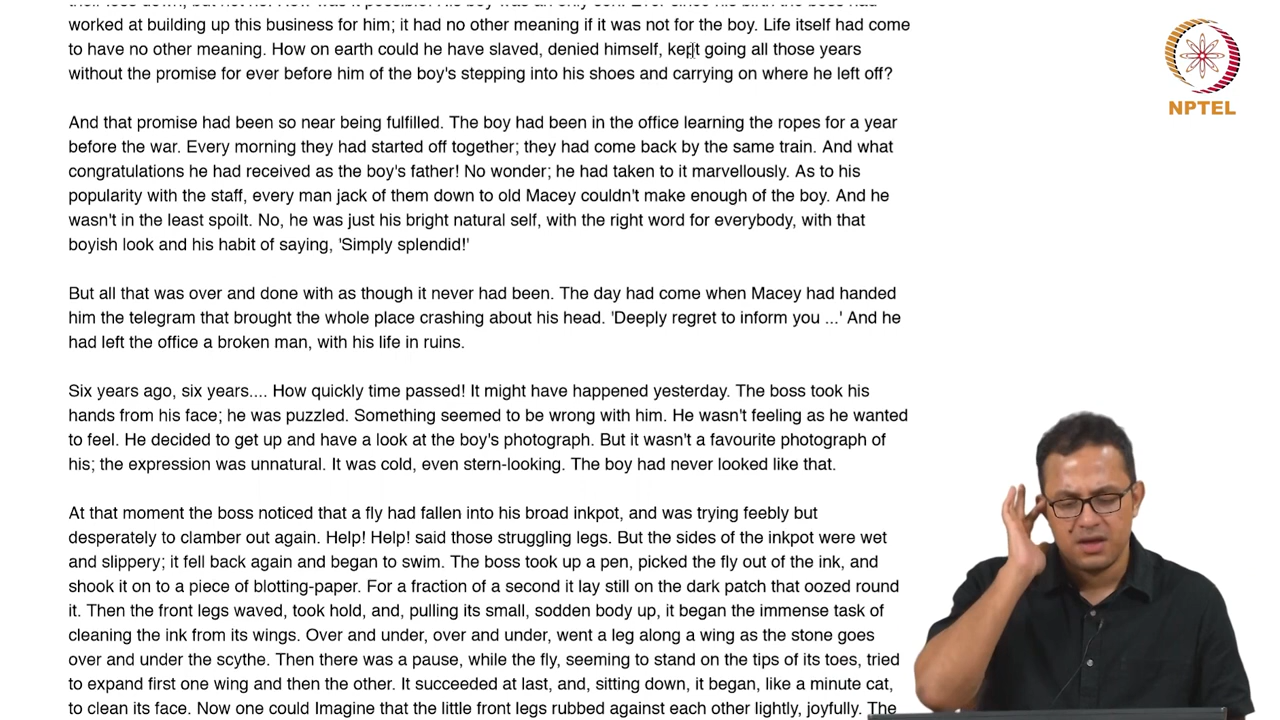 worked at building up this business for him; it had no other meaning if it was not for the boy. Life itself had come
to have no other meaning. How on earth could he have slaved, denied himself, kept going all those years
without the promise for ever before him of the boy's stepping into his shoes and carrying on where he left off?
And that promise had been so near being fulfilled. The boy had been in the office learning the ropes for a year
before the war. Every morning they had started off together; they had come back by the same train. And what
congratulations he had received as the boy's father! No wonder; he had taken to it marvellously. As to his
popularity with the staff, every man jack of them down to old Macey couldn't make enough of the boy. And he
wasn't in the least spoilt. No, he was just his bright natural self, with the right word for everybody, with that
boyish look and his habit of saying, 'Simply splendid!'
But all that was over and done with as though it never had been. The day had come when Macey had handed
him the telegram that brought the whole place crashing about his head. 'Deeply regret to inform you ...' And he
had left the office a broken man, with his life in ruins.
Six years ago, six years.... How quickly time passed! It might have happened yesterday. The boss took his
hands from his face; he was puzzled. Something seemed to be wrong with him. He wasn't feeling as he wanted
to feel. He decided to get up and have a look at the boy's photograph. But it wasn't a favourite photograph of
his; the expression was unnatural. It was cold, even stern-looking. The boy had never looked like that.
At that moment the boss noticed that a fly had fallen into his broad inkpot, and was trying feebly but
desperately to clamber out again. Help! Help! said those struggling legs. But the sides of the inkpot were wet
and slippery; it fell back again and began to swim. The boss took up a pen, picked the fly out of the ink, and
shook it on to a piece of blotting-paper. For a fraction of a second it lay still on the dark patch that oozed round
it. Then the front legs waved, took hold, and, pulling its small, sodden body up, it began the immense task of
cleaning the ink from its wings. Over and under, over and under, went a leg along a wing as the stone goes
over and under the scythe. Then there was a pause, while the fly, seeming to stand on the tips of its toes, tried
to expand first one wing and then the other. It succeeded at last, and, sitting down, it began, like a minute cat,
to clean its face. Now one could Imagine that the little front legs rubbed against each other lightly, joyfully. The
NPTEL